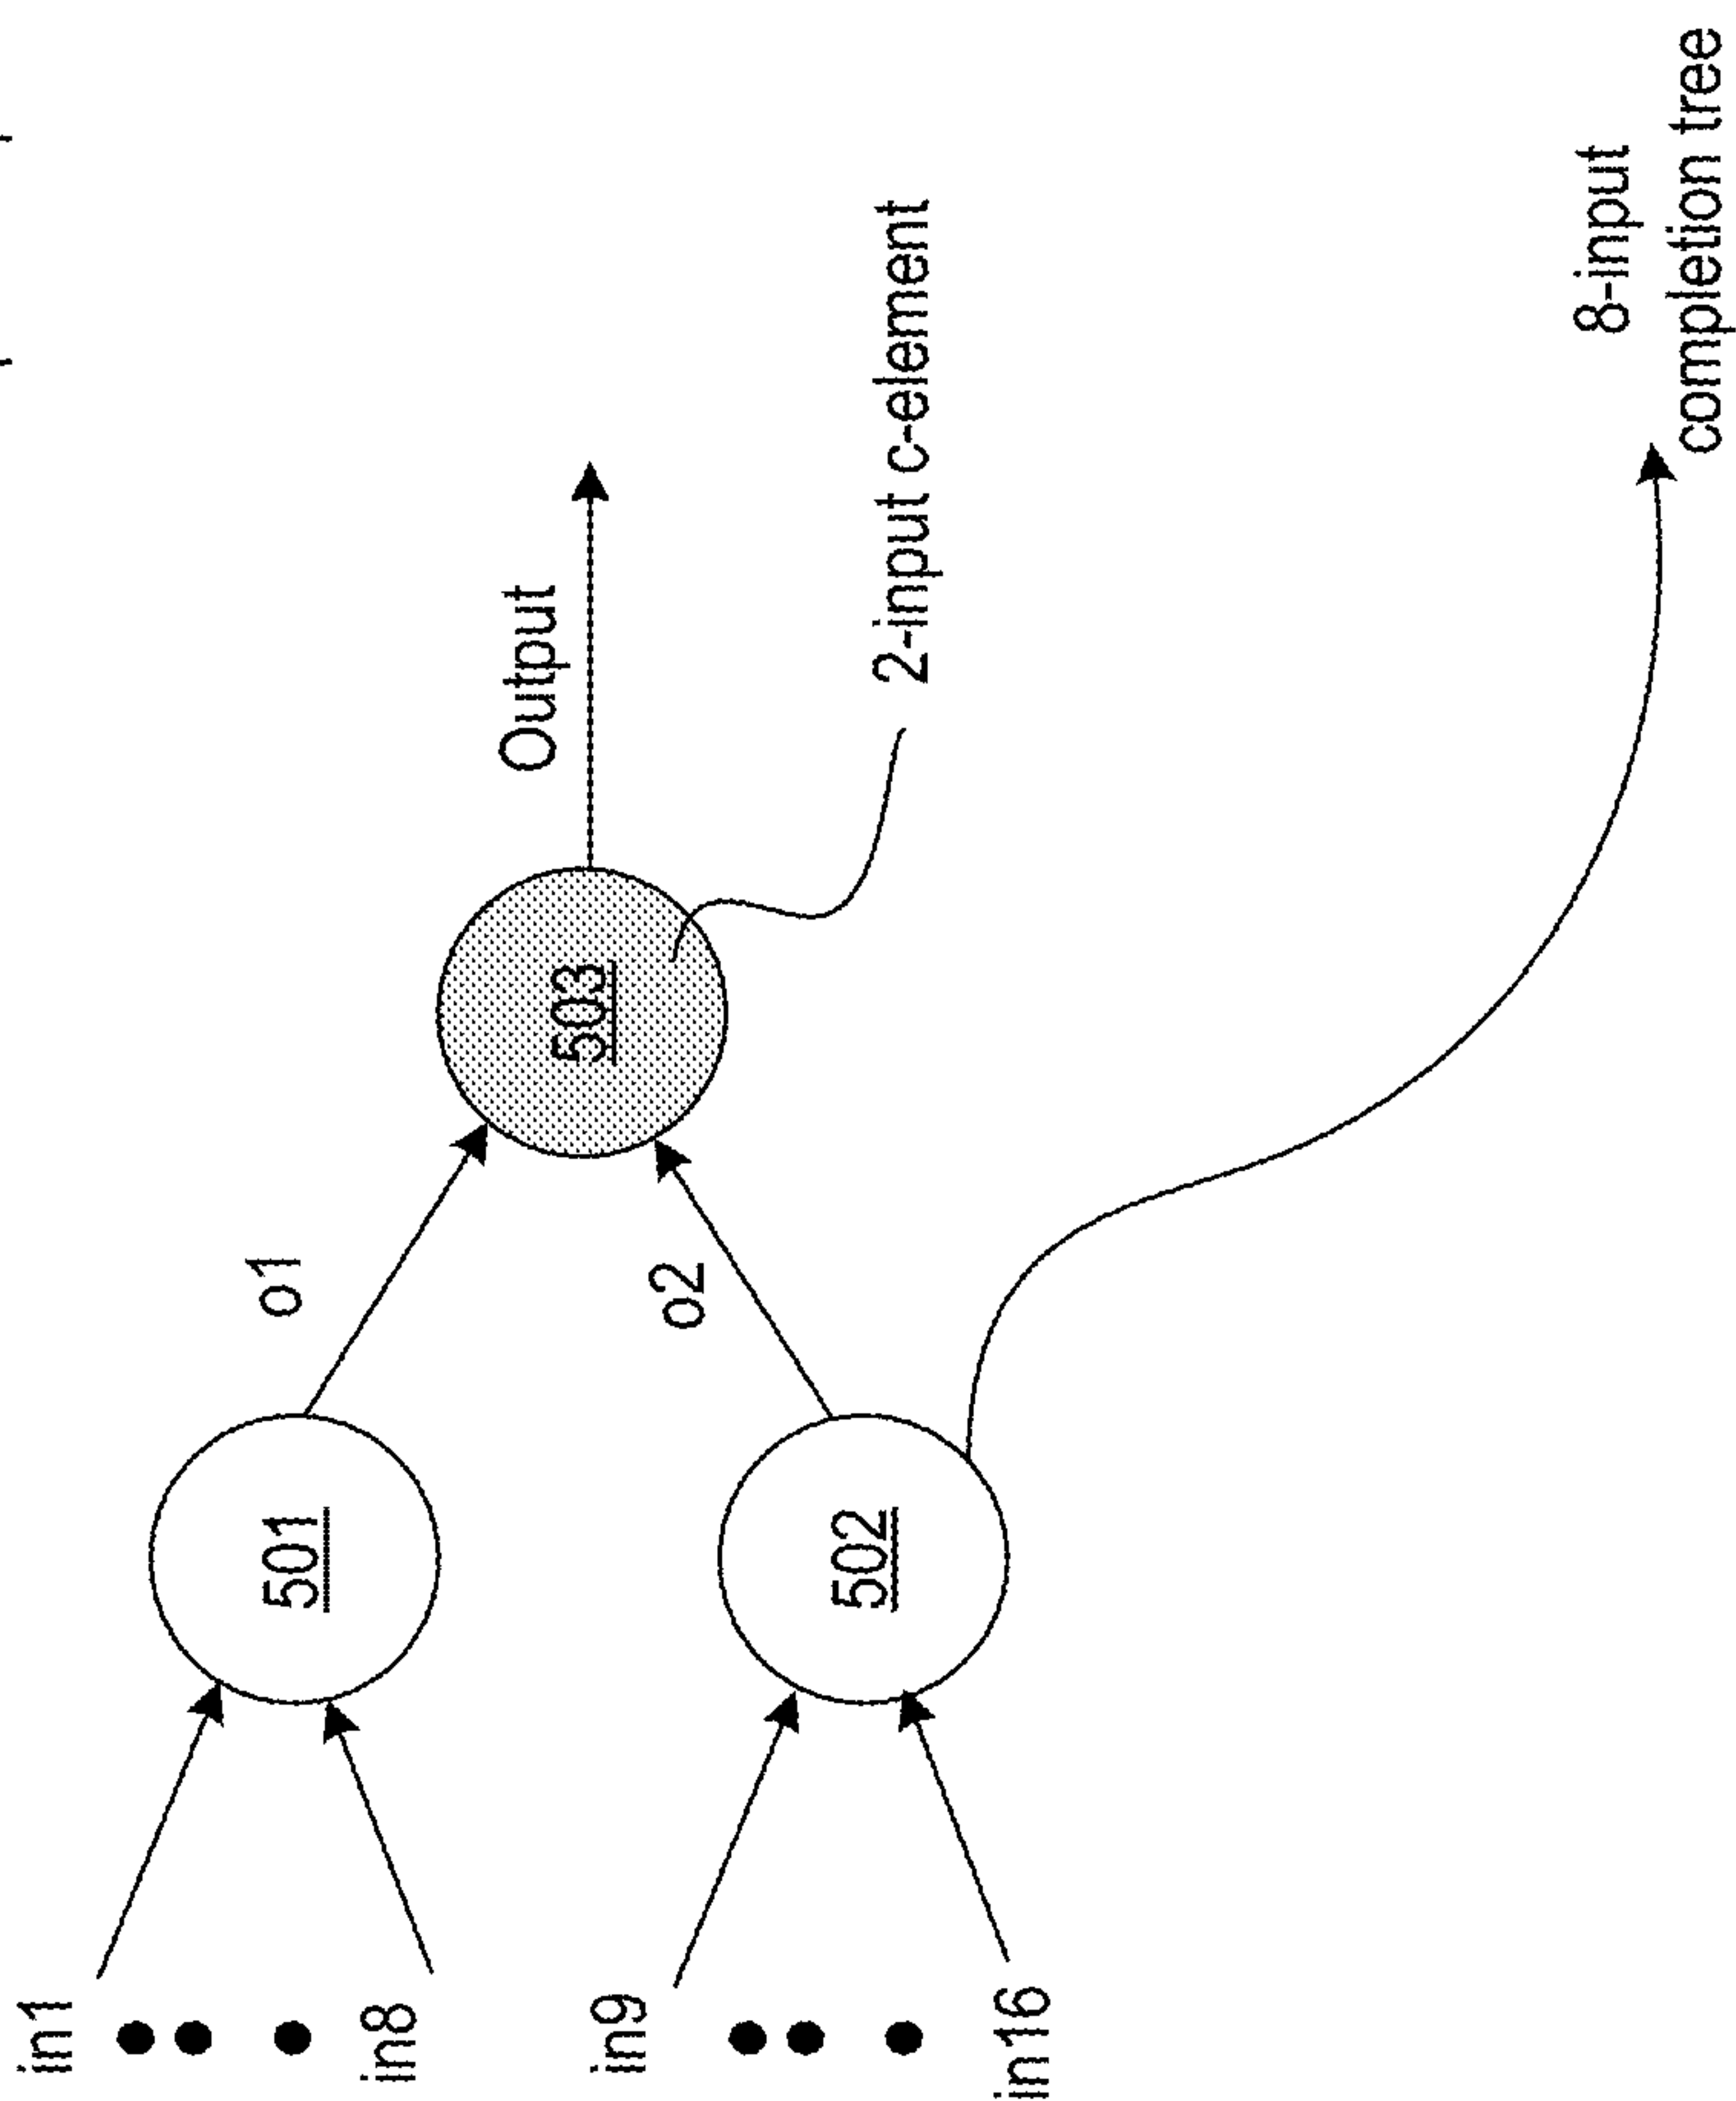 in1
in8
in9
in16
501
502
o1
o2
503
Output
2-input c-element
8-input
completion tree